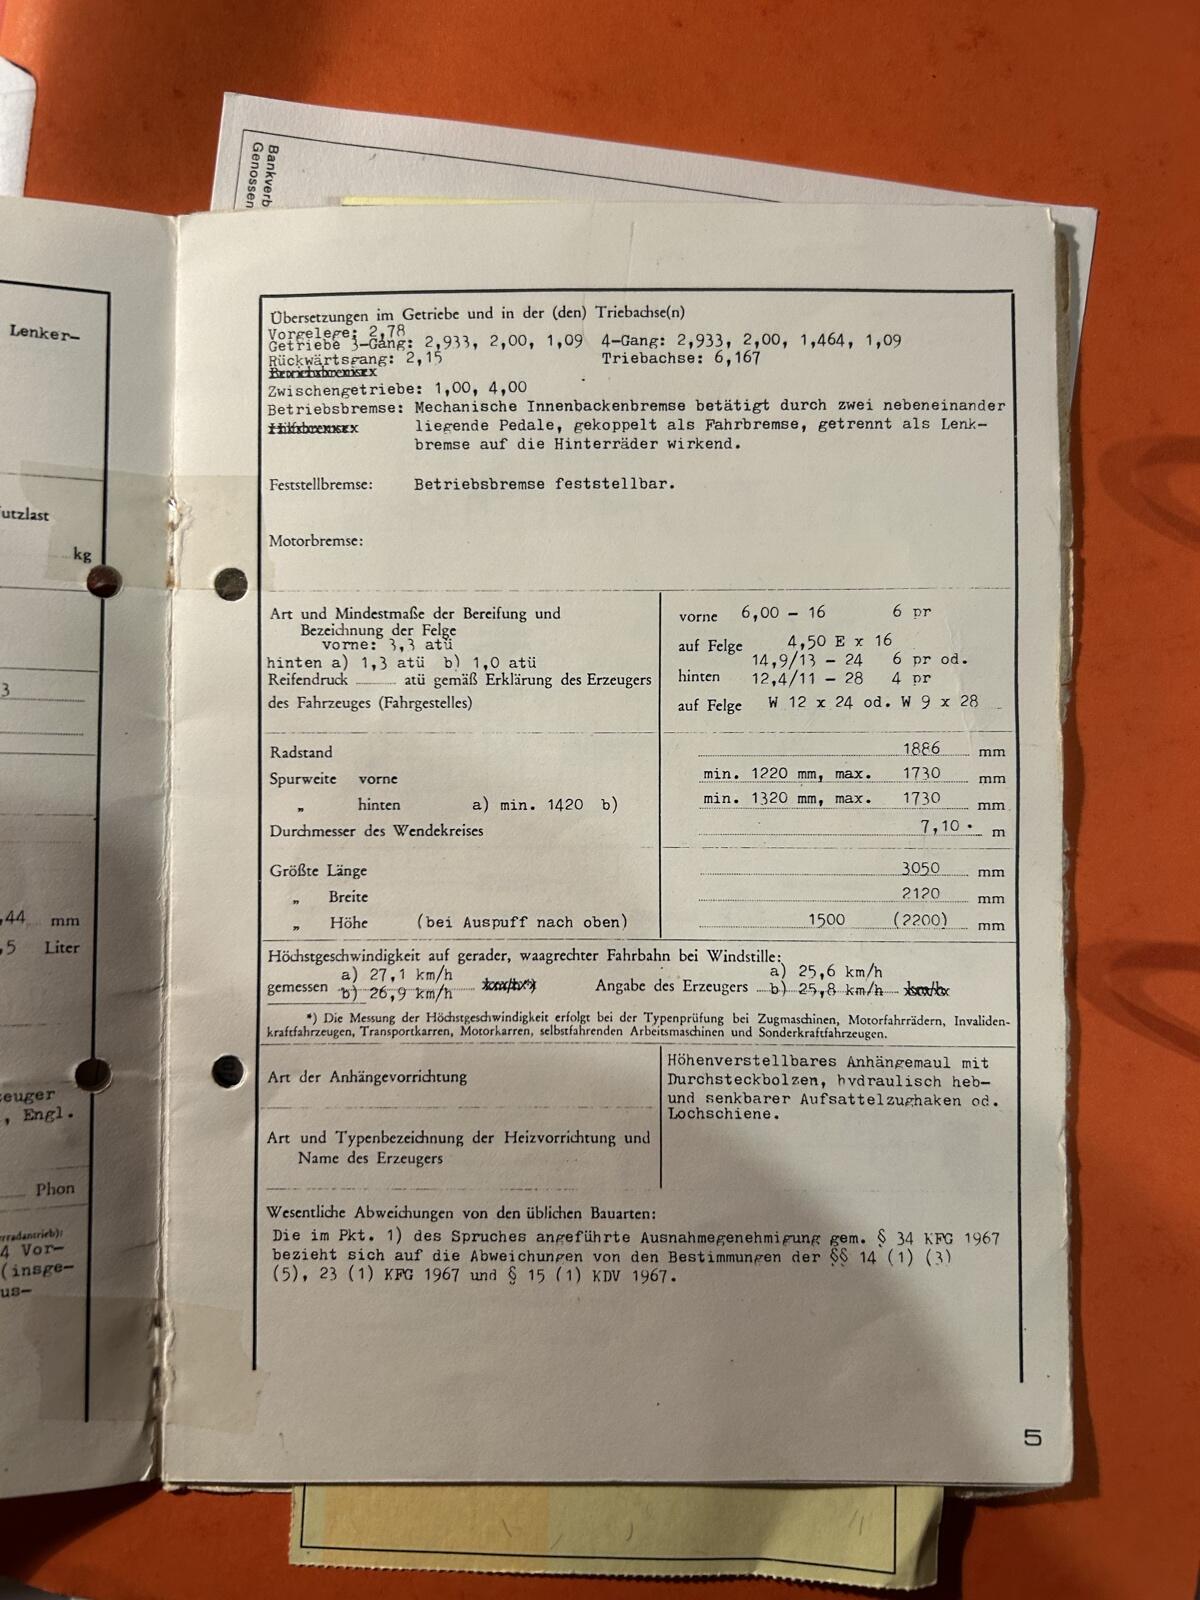 Bankverb
Genossen
Lenker-
utzlast
kg
3
,44 mm
,5 Liter
zeuger
, Engl.
Phon
rradantrieb):
4 Vor-
(insge-
us-
Übersetzungen im Getriebe und in der (den) Triebachse(n)
Vorgelege: 2,78
Getriebe 3-Gang: 2,933, 2,00, 1,09 4-Gang: 2,933, 2,00, 1,464, 1,09
Rückwärtsgang: 2,15 Triebachse: 6,167
Zwischengetriebe: 1,00, 4,00
Betriebsbremse: Mechanische Innenbackenbremse betätigt durch zwei nebeneinander
liegende Pedale, gekoppelt als Fahrbremse, getrennt als Lenk-
bremse auf die Hinterräder wirkend.
Feststellbremse: Betriebsbremse feststellbar.
Motorbremse:
Art und Mindestmaße der Bereifung und
Bezeichnung der Felge
vorne: 3,3 atü
hinten a) 1,3 atü b) 1,0 atü
Reifendruck atü gemäß Erklärung des Erzeugers
des Fahrzeuges (Fahrgestelles)
vorne 6,00 - 16 6 pr
auf Felge 4,50 E x 16
14,9/13 - 24 6 pr od.
hinten 12,4/11 - 28 4 pr
auf Felge W 12 x 24 od. W 9 x 28
Radstand 1886 mm
Spurweite vorne min. 1220 mm, max. 1730 mm
„ hinten a) min. 1420 b) min. 1320 mm, max. 1730 mm
Durchmesser des Wendekreises 7,10 m
Größte Länge 3050 mm
„ Breite 2120 mm
„ Höhe (bei Auspuff nach oben) 1500 (2200) mm
Höchstgeschwindigkeit auf gerader, waagrechter Fahrbahn bei Windstille:
a) 27,1 km/h a) 25,6 km/h
gemessen b) 26,9 km/h Angabe des Erzeugers b) 25,8 km/h
*) Die Messung der Höchstgeschwindigkeit erfolgt bei der Typenprüfung bei Zugmaschinen, Motorfahrrädern, Invaliden-
kraftfahrzeugen, Transportkarren, Motorkarren, selbstfahrenden Arbeitsmaschinen und Sonderkraftfahrzeugen.
Art der Anhängevorrichtung
Höhenverstellbares Anhängemaul mit
Durchsteckbolzen, hydraulisch heb-
und senkbarer Aufsattelzughaken od.
Lochschiene.
Art und Typenbezeichnung der Heizvorrichtung und
Name des Erzeugers
Wesentliche Abweichungen von den üblichen Bauarten:
Die im Pkt. 1) des Spruches angeführte Ausnahmegenehmigung gem. § 34 KFG 1967
bezieht sich auf die Abweichungen von den Bestimmungen der §§ 14 (1) (3)
(5), 23 (1) KFG 1967 und § 15 (1) KDV 1967.
5